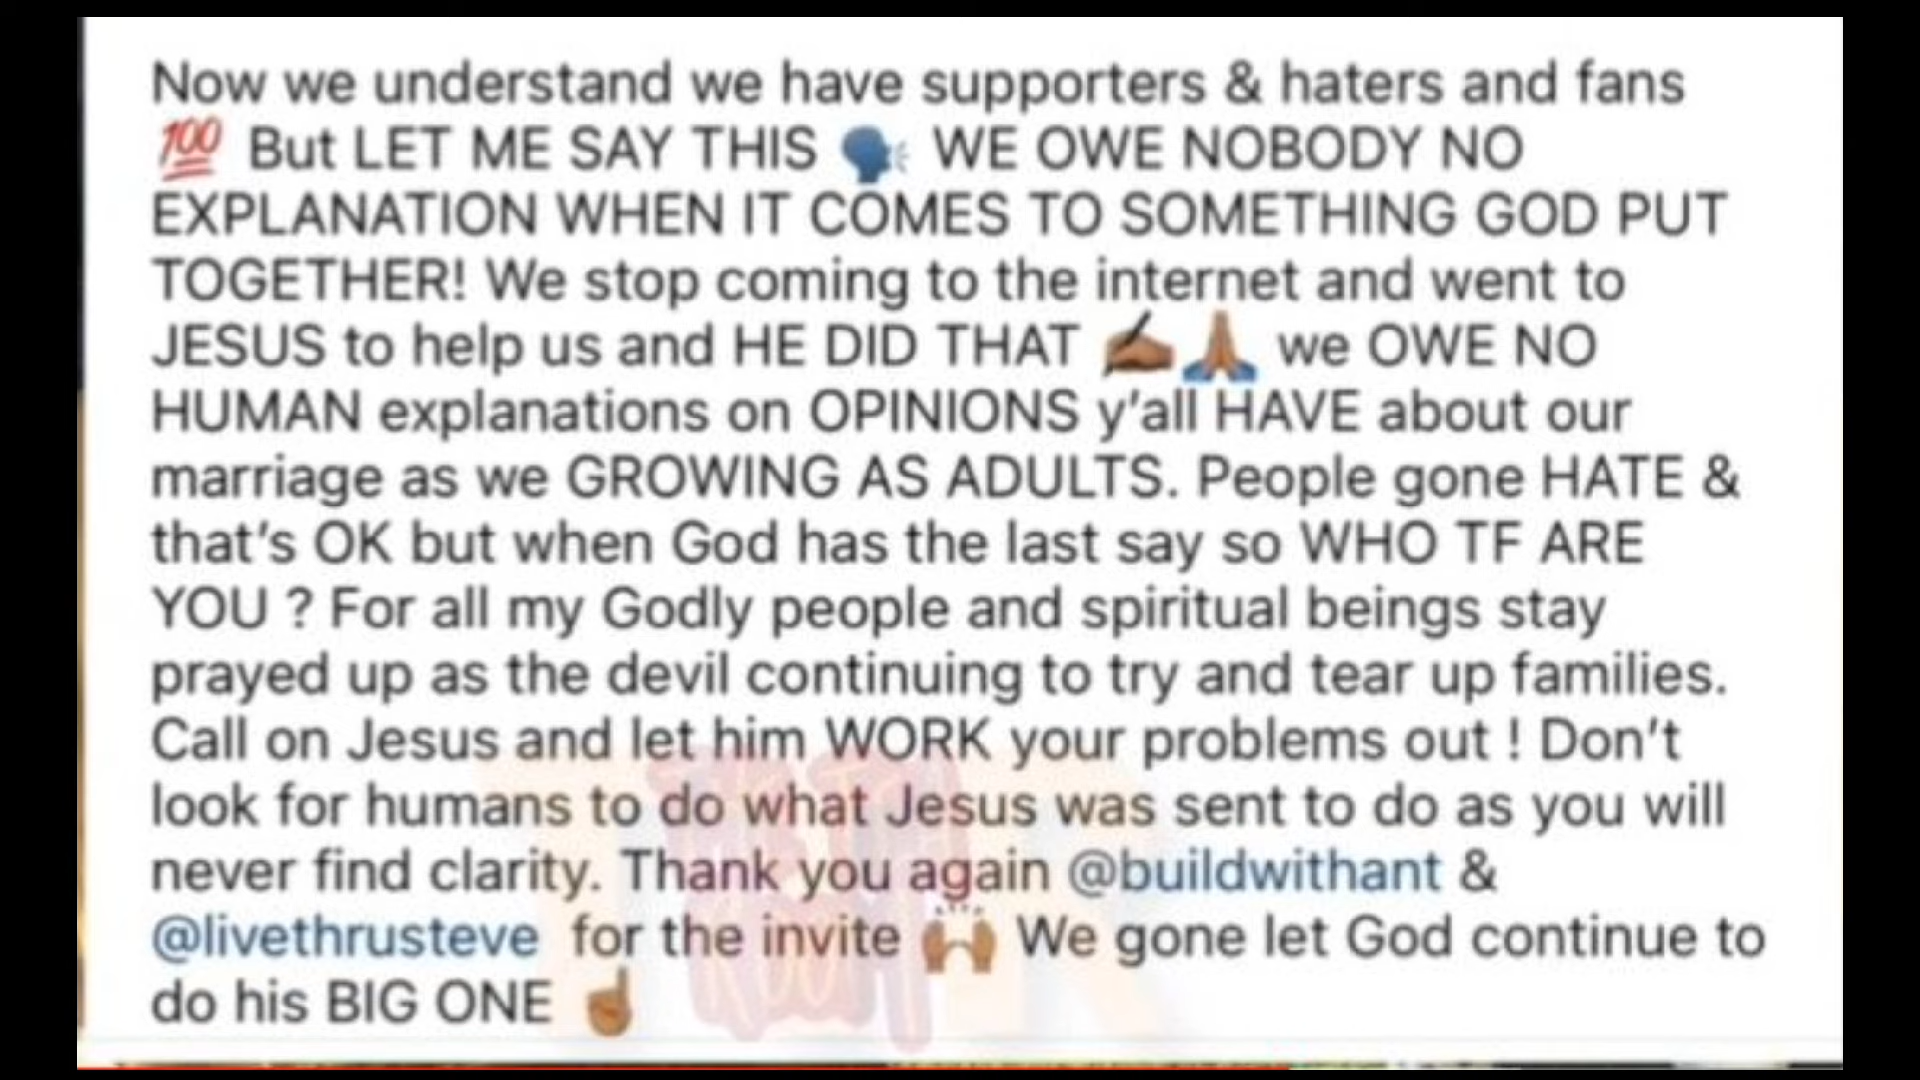 Now we understand we have supporters & haters and fans
💯 But LET ME SAY THIS 🗣️ WE OWE NOBODY NO
EXPLANATION WHEN IT COMES TO SOMETHING GOD PUT
TOGETHER! We stop coming to the internet and went to
JESUS to help us and HE DID THAT ✍🏾🙏🏽 we OWE NO
HUMAN explanations on OPINIONS y’all HAVE about our
marriage as we GROWING AS ADULTS. People gone HATE &
that’s OK but when God has the last say so WHO TF ARE
YOU ? For all my Godly people and spiritual beings stay
prayed up as the devil continuing to try and tear up families.
Call on Jesus and let him WORK your problems out ! Don’t
look for humans to do what Jesus was sent to do as you will
never find clarity. Thank you again @buildwithant &
@livethrusteve for the invite 🙌🏽 We gone let God continue to
do his BIG ONE ☝🏾